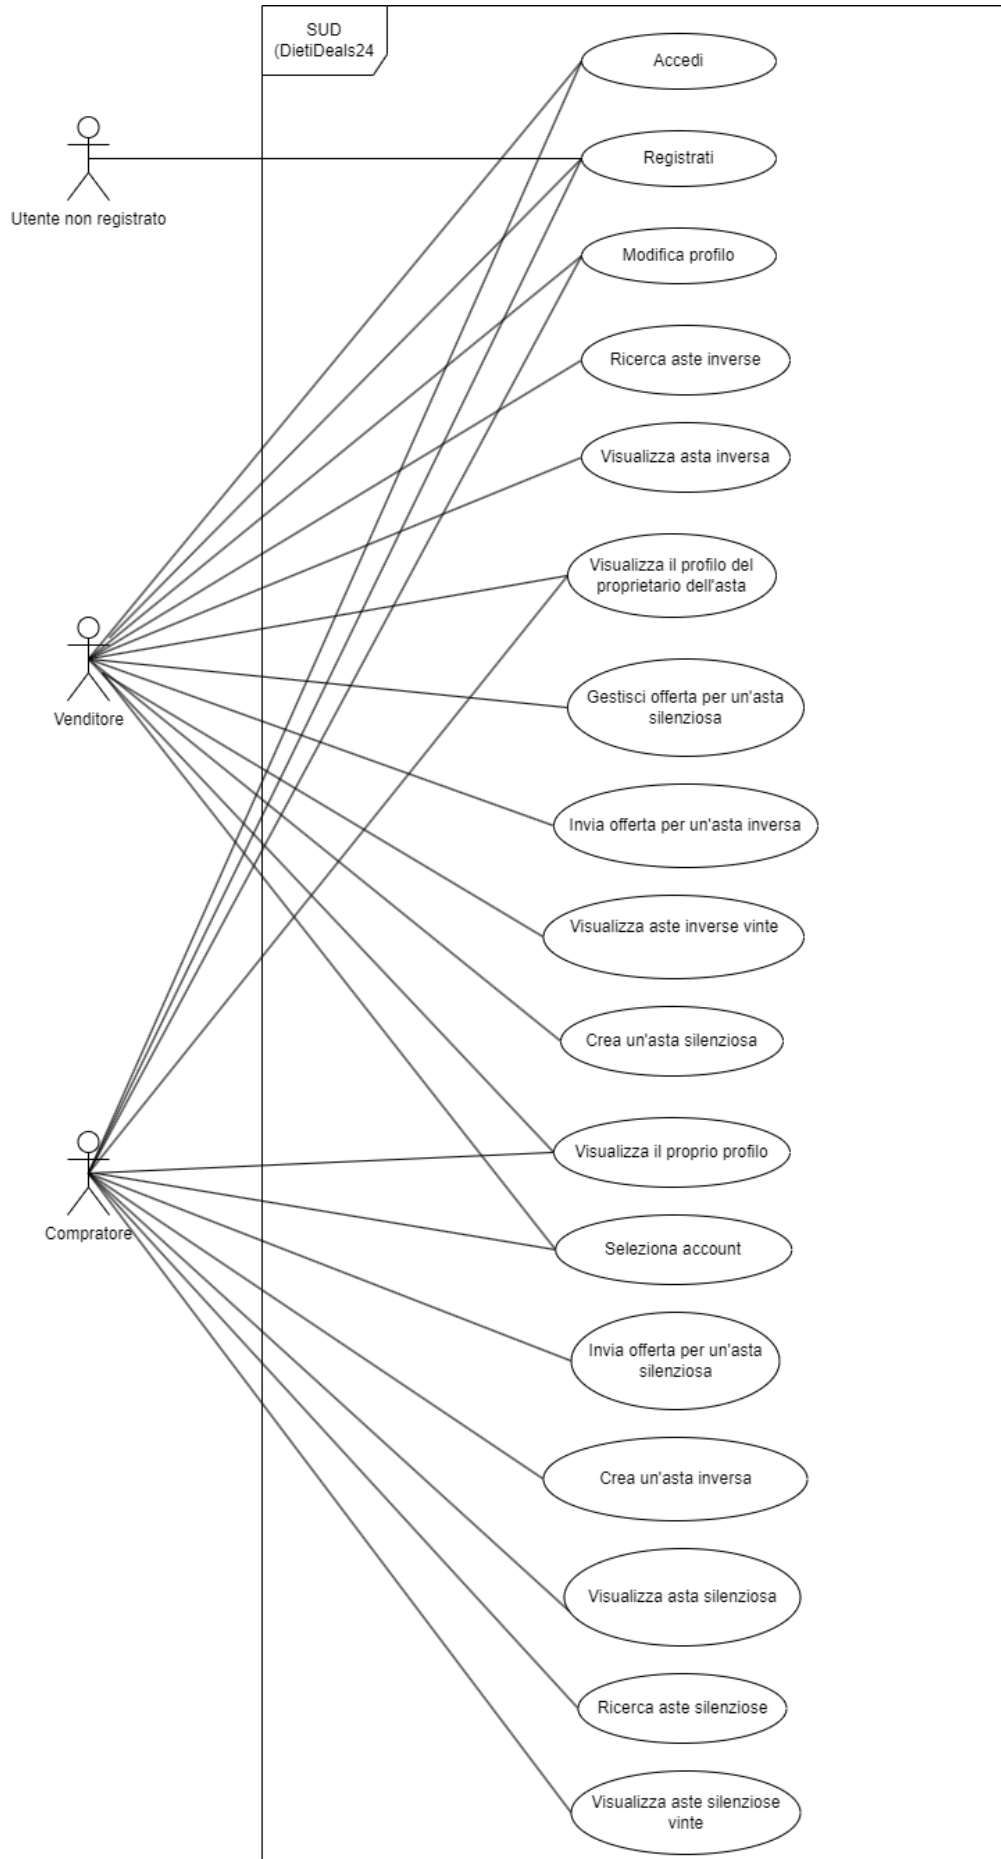 SUD
(DietiDeals24
Accedi
Registrati
Utente non registrato
Modifica profilo
Ricerca aste inverse
Visualizza asta inversa
Visualizza il profilo del
proprietario dell'asta
Gestisci offerta per un'asta
silenziosa
Venditore
Invia offerta per un'asta inversa
Visualizza aste inverse vinte
Crea un'asta silenziosa
Visualizza il proprio profilo
Compratore
Seleziona account
Invia offerta per un'asta
silenziosa
Crea un'asta inversa
Visualizza asta silenziosa
Ricerca aste silenziose
Visualizza aste silenziose
vinte